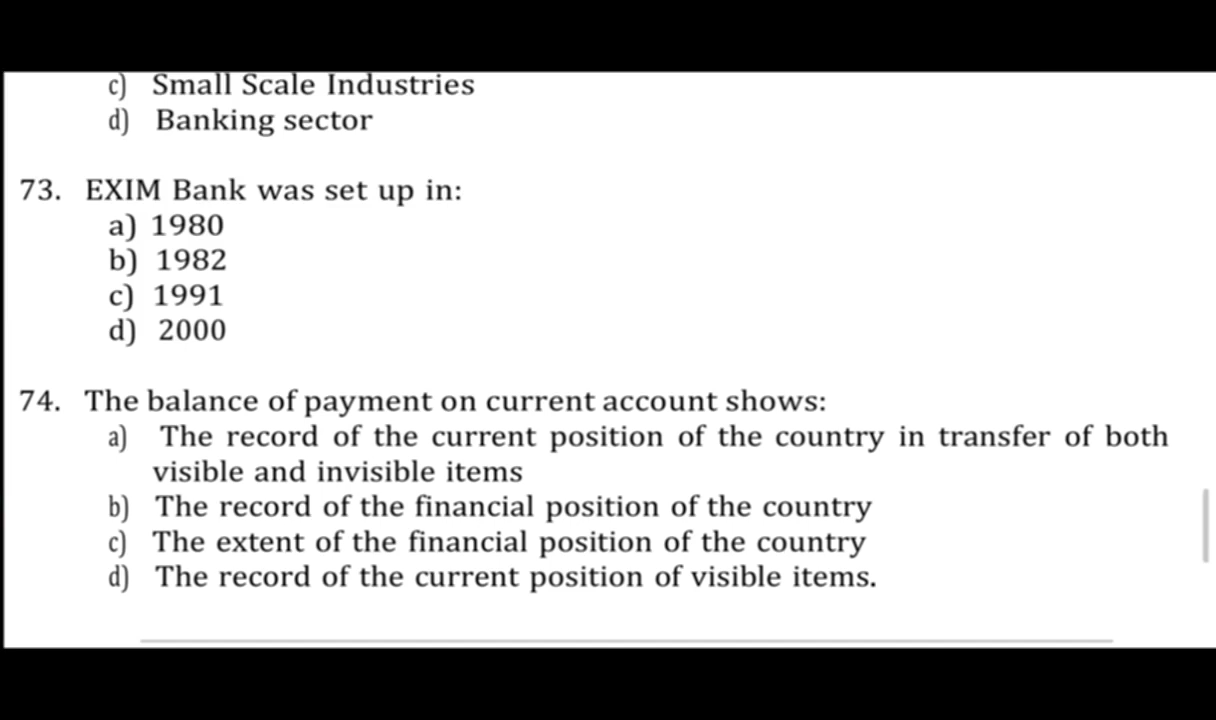 c) Small Scale Industries
d) Banking sector
73. EXIM Bank was set up in:
a) 1980
b) 1982
c) 1991
d) 2000
74. The balance of payment on current account shows:
a) The record of the current position of the country in transfer of both
visible and invisible items
b) The record of the financial position of the country
c) The extent of the financial position of the country
d) The record of the current position of visible items.